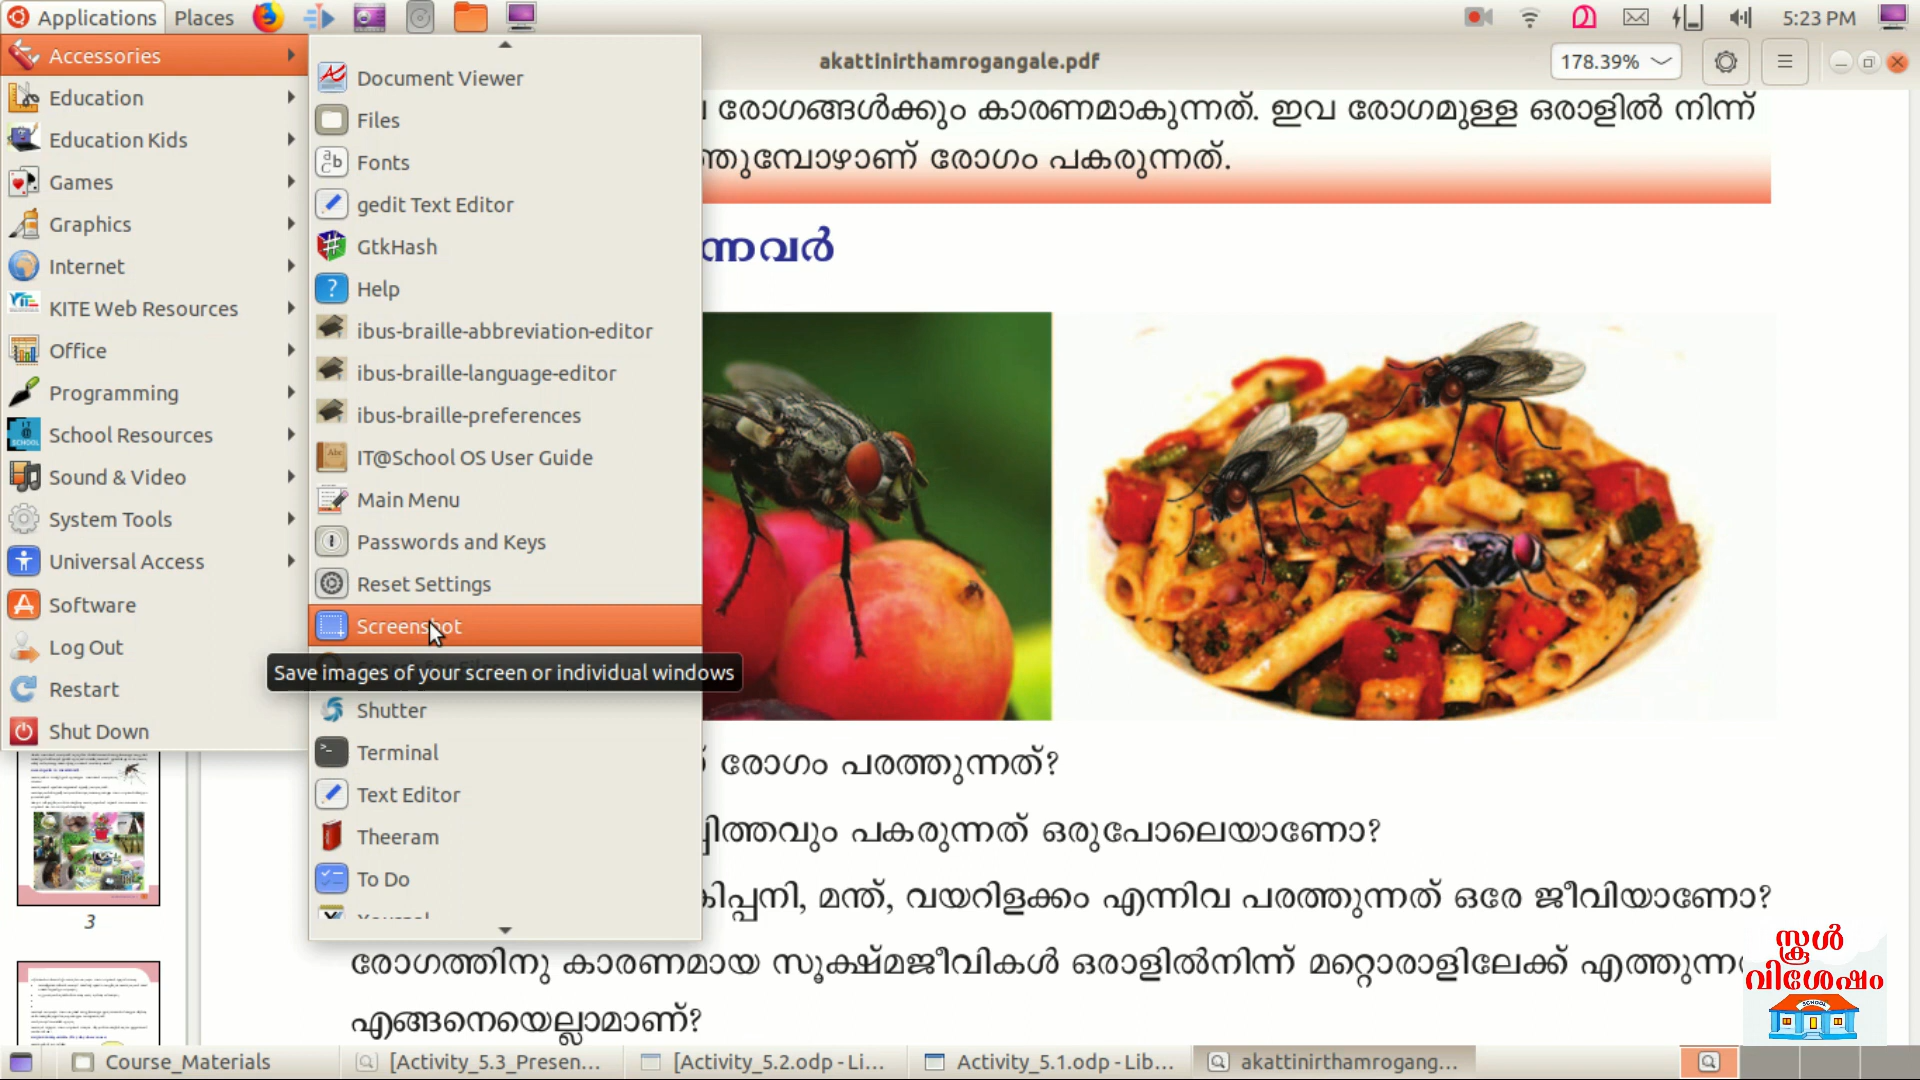 Applications Places 5:23 PM
akattinirthamrogangale.pdf 178.39%
Accessories
Education
Education Kids
Games
Graphics
Internet
KITE Web Resources
Office
Programming
School Resources
Sound & Video
System Tools
Universal Access
Software
Log Out
Restart
Shut Down
Document Viewer
Files
Fonts
gedit Text Editor
GtkHash
Help
ibus-braille-abbreviation-editor
ibus-braille-language-editor
ibus-braille-preferences
IT@School OS User Guide
Main Menu
Passwords and Keys
Reset Settings
Screenshot
Save images of your screen or individual windows
Shutter
Terminal
Text Editor
Theeram
To Do
രോഗങ്ങൾക്കും കാരണമാകുന്നത്. ഇവ രോഗമുള്ള ഒരാളിൽ നിന്ന്
രോഗം പകരുന്നത്.
ന്നവർ
രോഗം പരത്തുന്നത്?
പകരുന്നത് ഒരുപോലെയാണോ?
മന്ത്, വയറിളക്കം എന്നിവ പരത്തുന്നത് ഒരേ ജീവിയാണോ?
രോഗത്തിനു കാരണമായ സൂക്ഷ്മജീവികൾ ഒരാളിൽനിന്ന് മറ്റൊരാളിലേക്ക്
എങ്ങനെയെല്ലാമാണ്?
3
സ്കൂൾ
വിശേഷം
SCHOOL
Course_Materials [Activity_5.3_Presen... [Activity_5.2.odp - Li... Activity_5.1.odp - Lib... akattinirthamrogang...